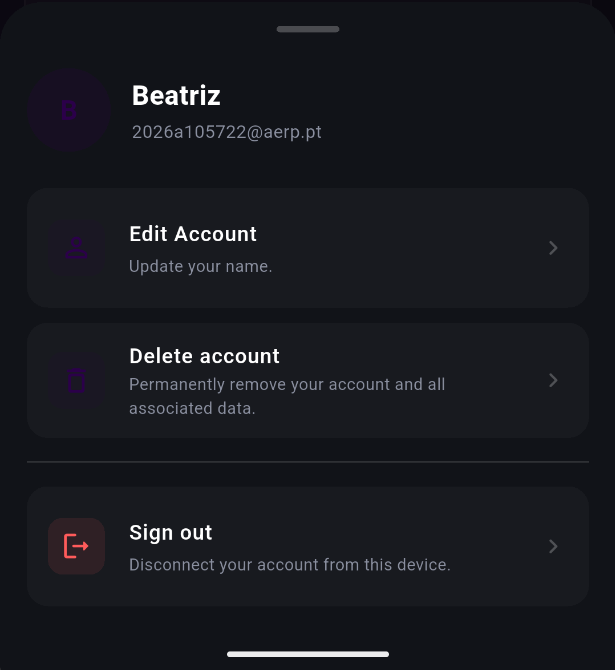 B
Beatriz
2026a105722@aerp.pt
Edit Account
Update your name.
Delete account
Permanently remove your account and all
associated data.
Sign out
Disconnect your account from this device.